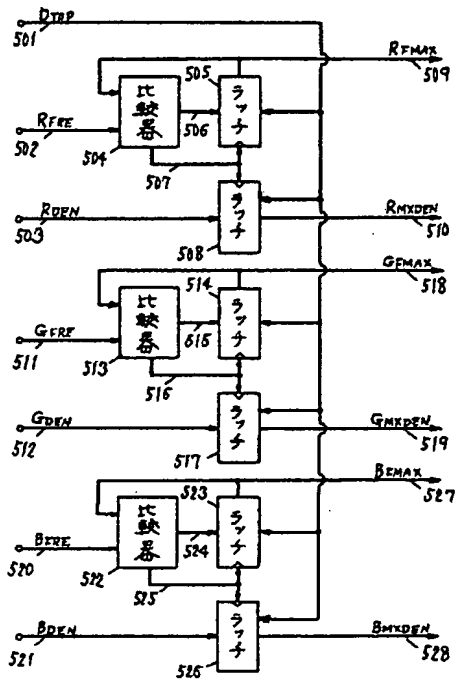 DTOP
501
RFMAX
505
509
比較器
ラッチ
RFRE
506
502
504
507
ラッチ
RDEN
RMXDEN
503
510
508
GFMAX
514
518
比較器
ラッチ
GFRE
515
511
513
516
ラッチ
GDEN
GMXDEN
512
519
517
BFMAX
523
527
比較器
ラッチ
BFRE
524
520
522
525
ラッチ
BDEN
BMXDEN
521
528
526